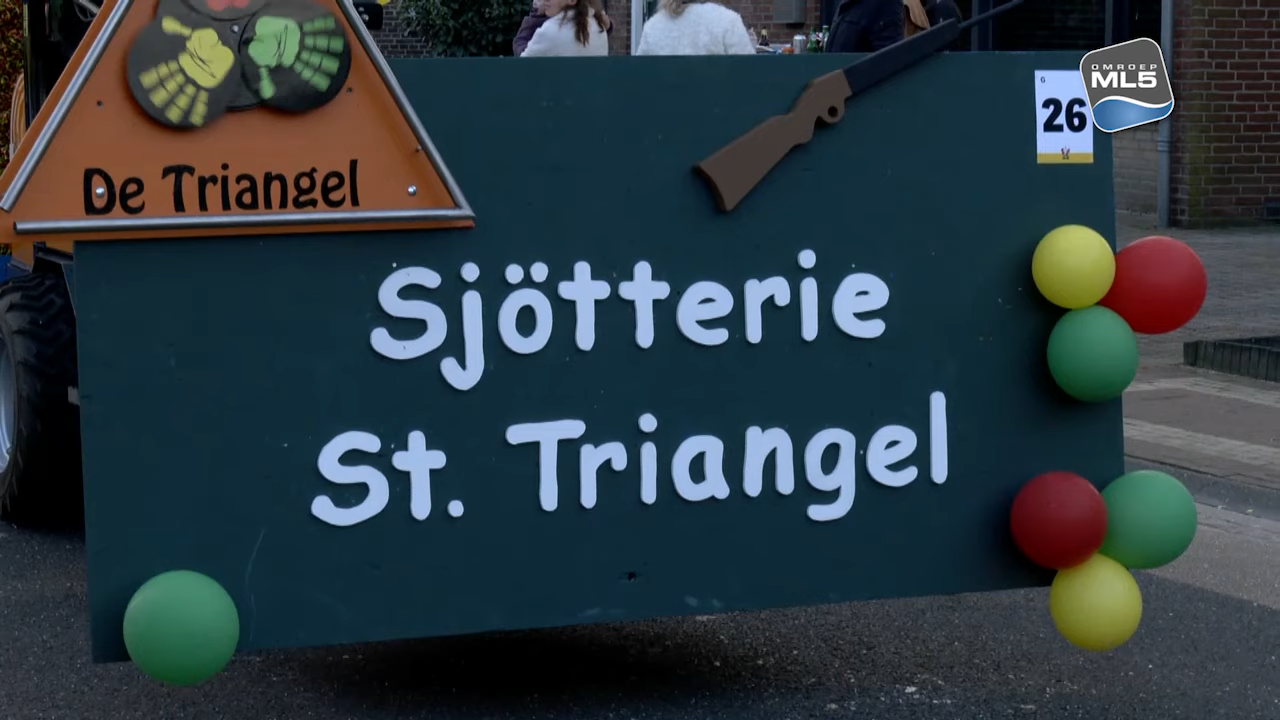 OMROEP
ML5
G
26
De Triangel
Sjötterie
St. Triangel